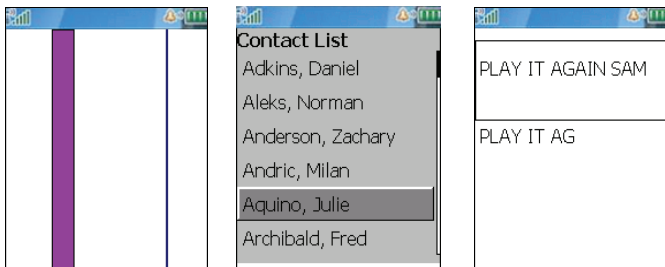 Contact List
Adkins, Daniel
Aleks, Norman
Anderson, Zachary
Andric, Milan
Aquino, Julie
Archibald, Fred
PLAY IT AGAIN SAM
PLAY IT AG